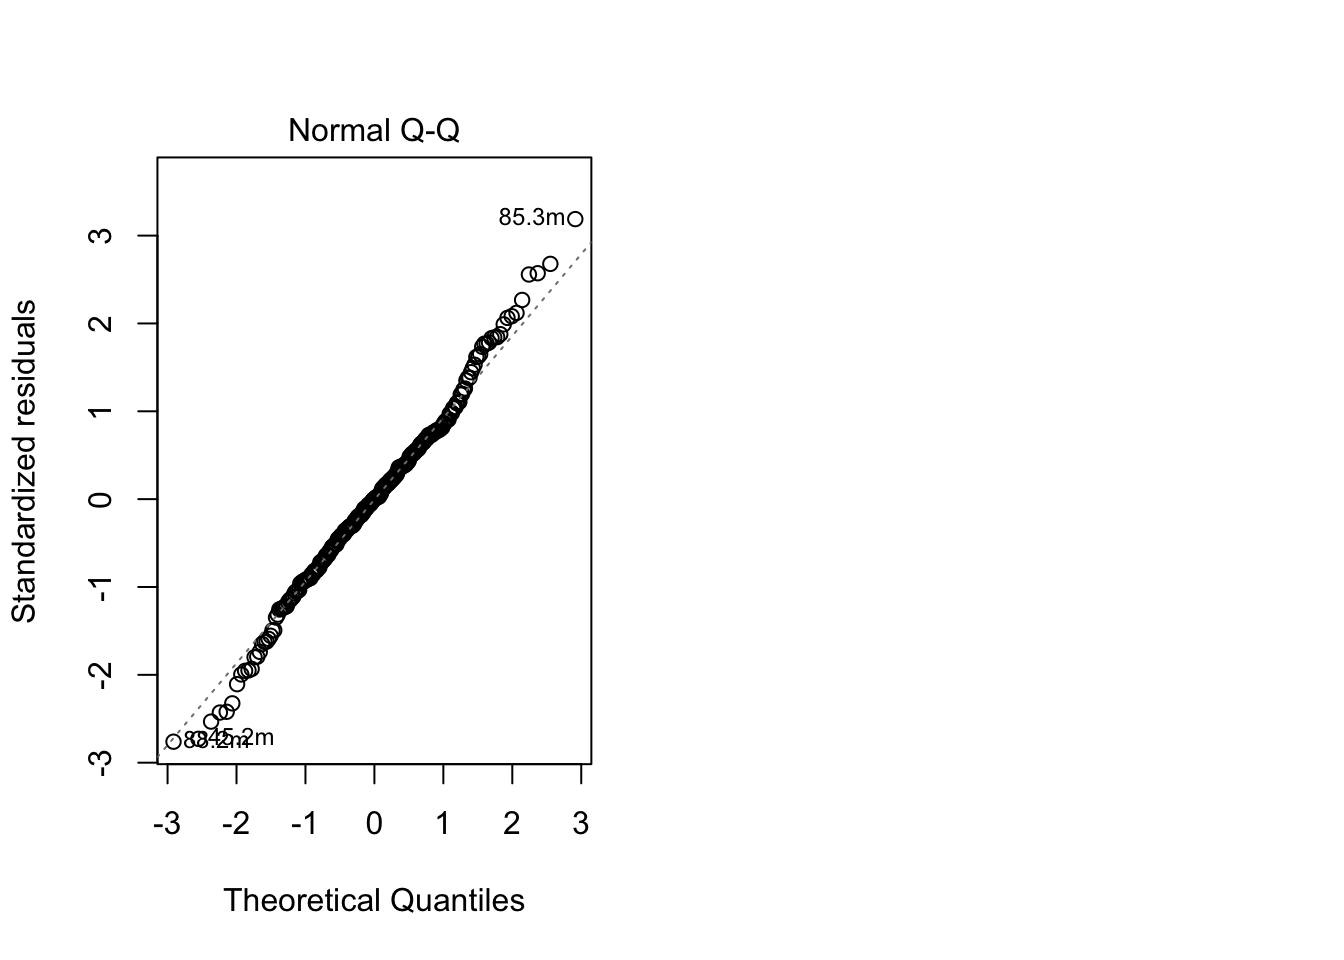 Normal Q-Q
85.3m
3
2
1
0
-1
-2
-3
Standardized residuals
-3 -2 -1 0 1 2 3
Theoretical Quantiles